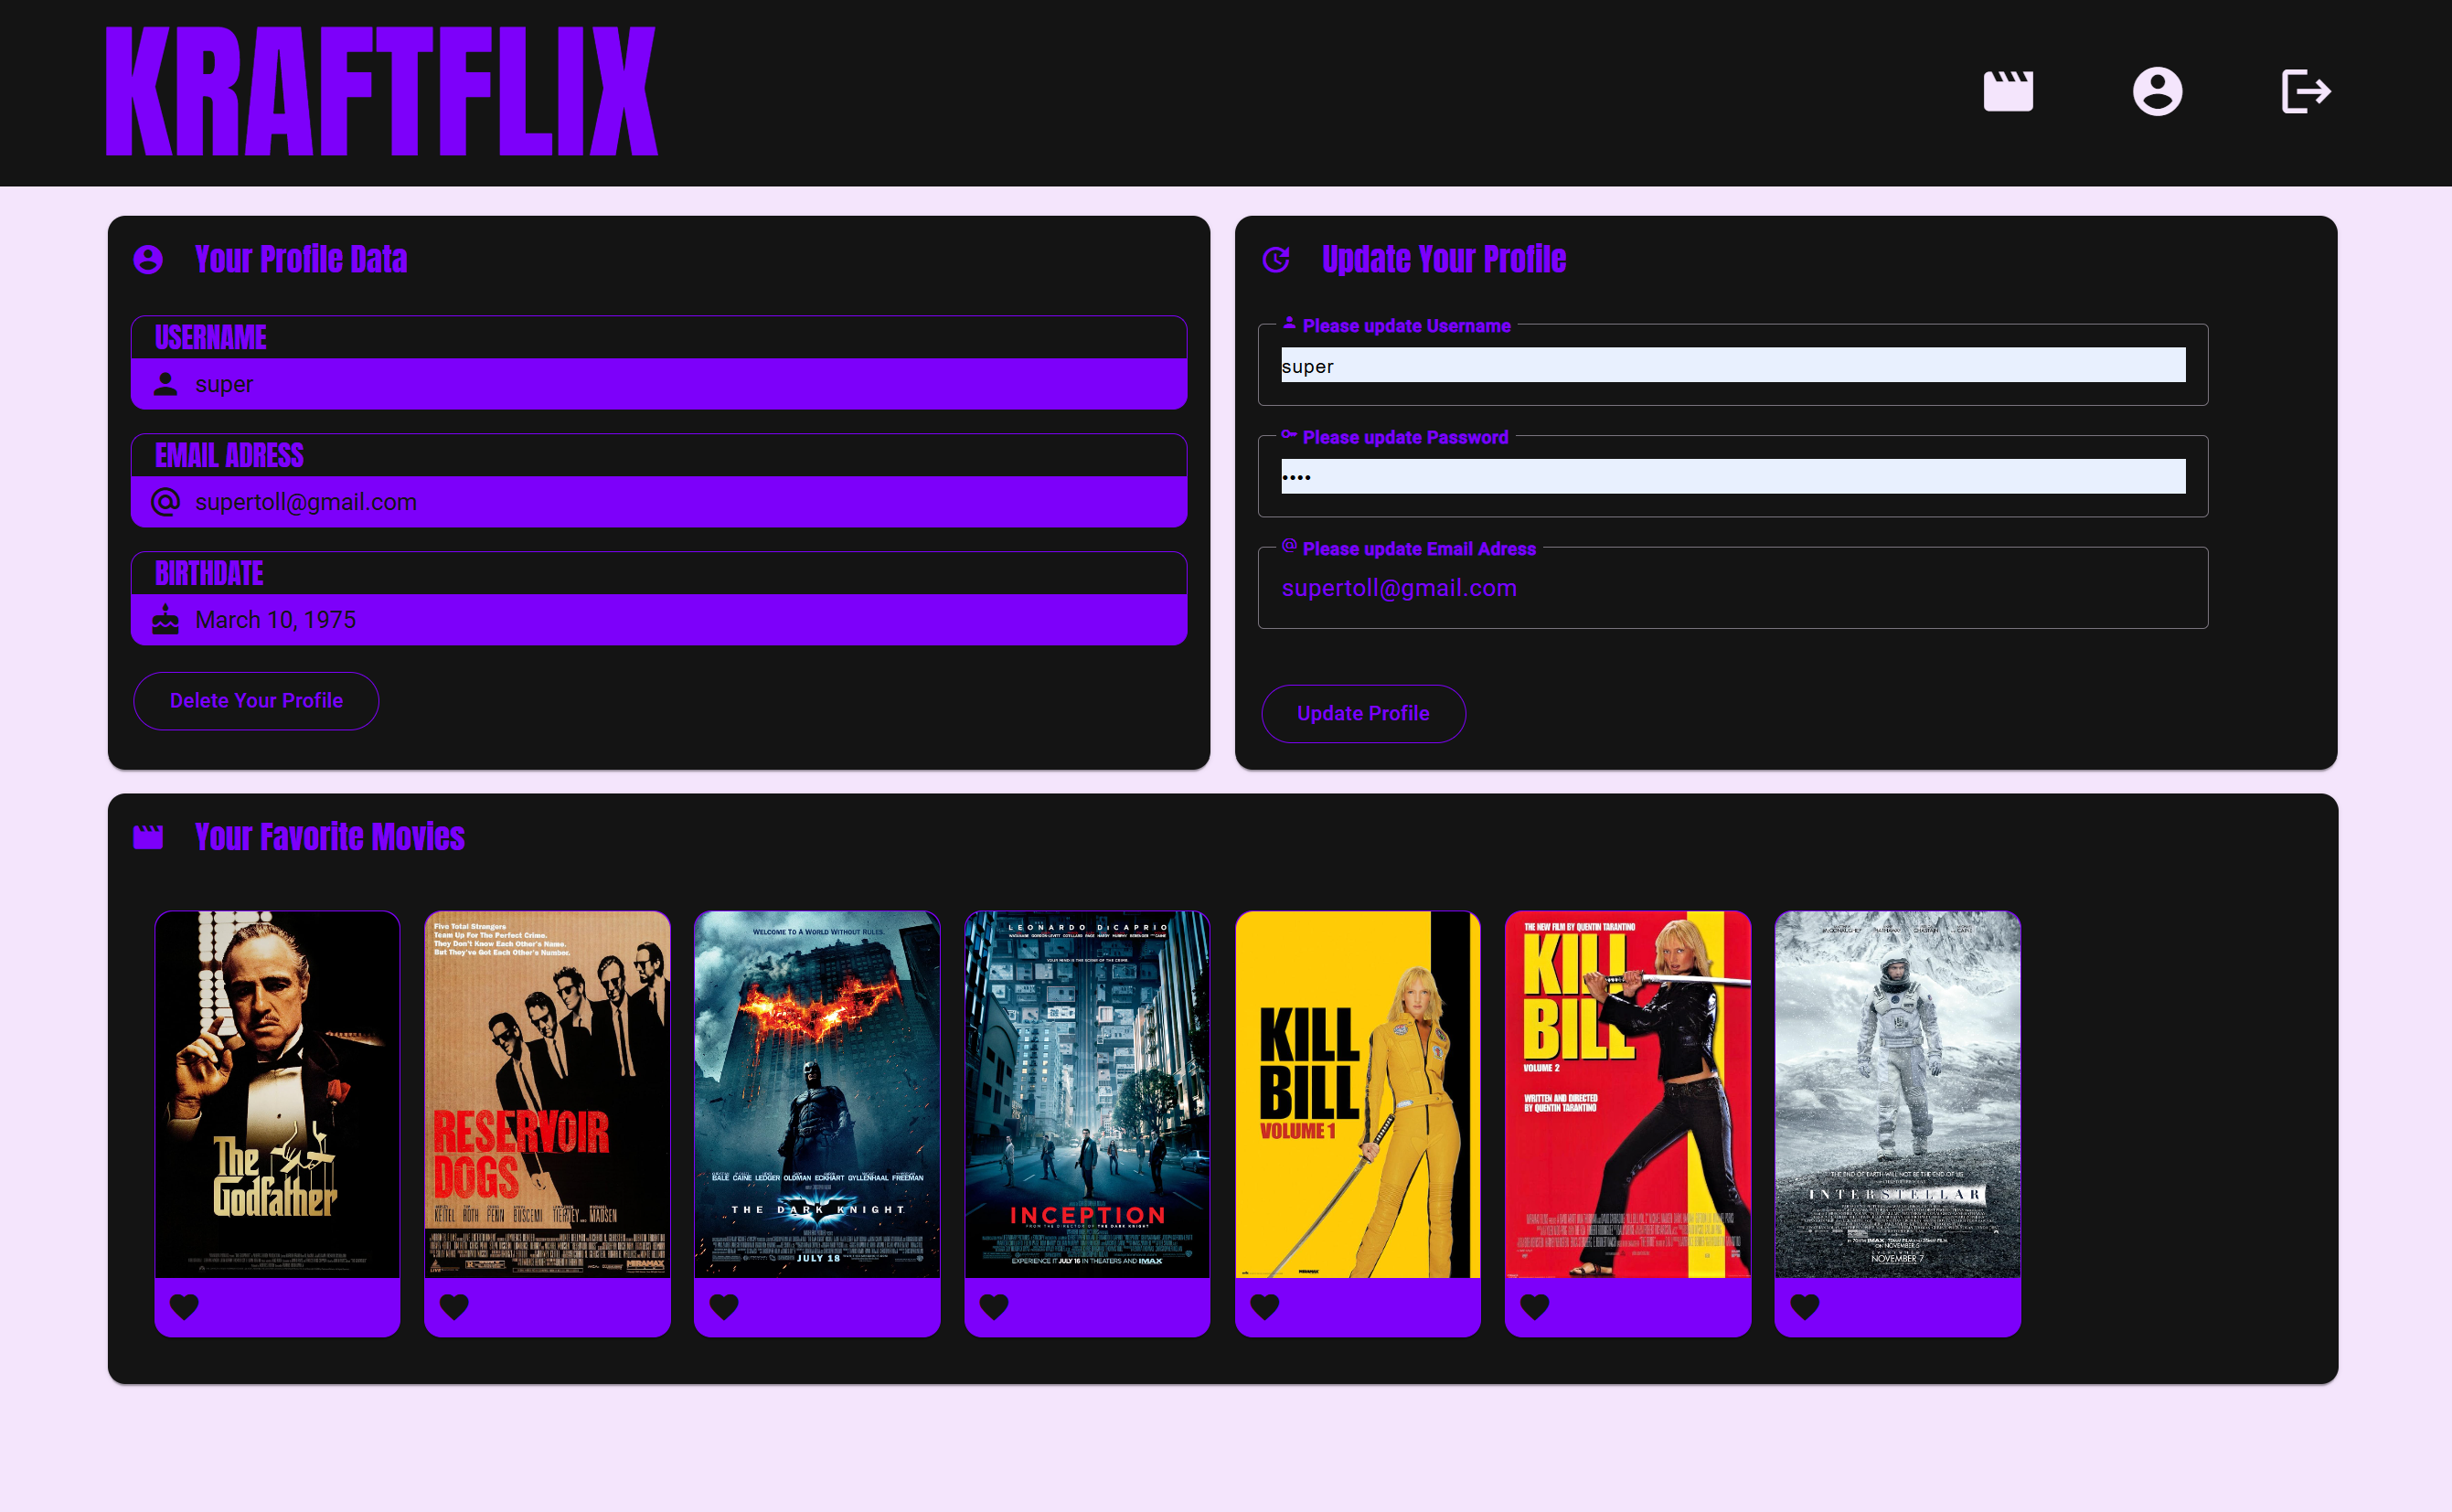 KRAFTFLIX
Your Profile Data
USERNAME
super
EMAIL ADRESS
supertoll@gmail.com
BIRTHDATE
March 10, 1975
Delete Your Profile
Update Your Profile
Please update Username
super
Please update Password
••••
Please update Email Adress
supertoll@gmail.com
Update Profile
Your Favorite Movies
The
Godfather
Five Total Strangers
Team Up For The Perfect Crime.
They Don't Know Each Other's Name.
But They've Got Each Other's Number.
RESERVOIR
DOGS
KEITEL ROTH PENN BUSCEMI TIERNEY MADSEN
MIRAMAX
WELCOME TO A WORLD WITHOUT RULES.
BALE CAINE LEDGER OLDMAN ECKHART GYLLENHAAL FREEMAN
THE DARK KNIGHT
JULY 18
LEONARDO DiCAPRIO
YOUR MIND IS THE SCENE OF THE CRIME.
INCEPTION
FROM THE DIRECTOR OF THE DARK KNIGHT
EXPERIENCE IT JULY 16 IN THEATERS AND IMAX
KILL
BILL
VOLUME 1
MIRAMAX
THE NEW FILM BY QUENTIN TARANTINO
KILL
BILL
VOLUME 2
WRITTEN AND DIRECTED
BY QUENTIN TARANTINO
THE END OF EARTH WILL NOT BE THE END OF US
INTERSTELLAR
NOVEMBER 7